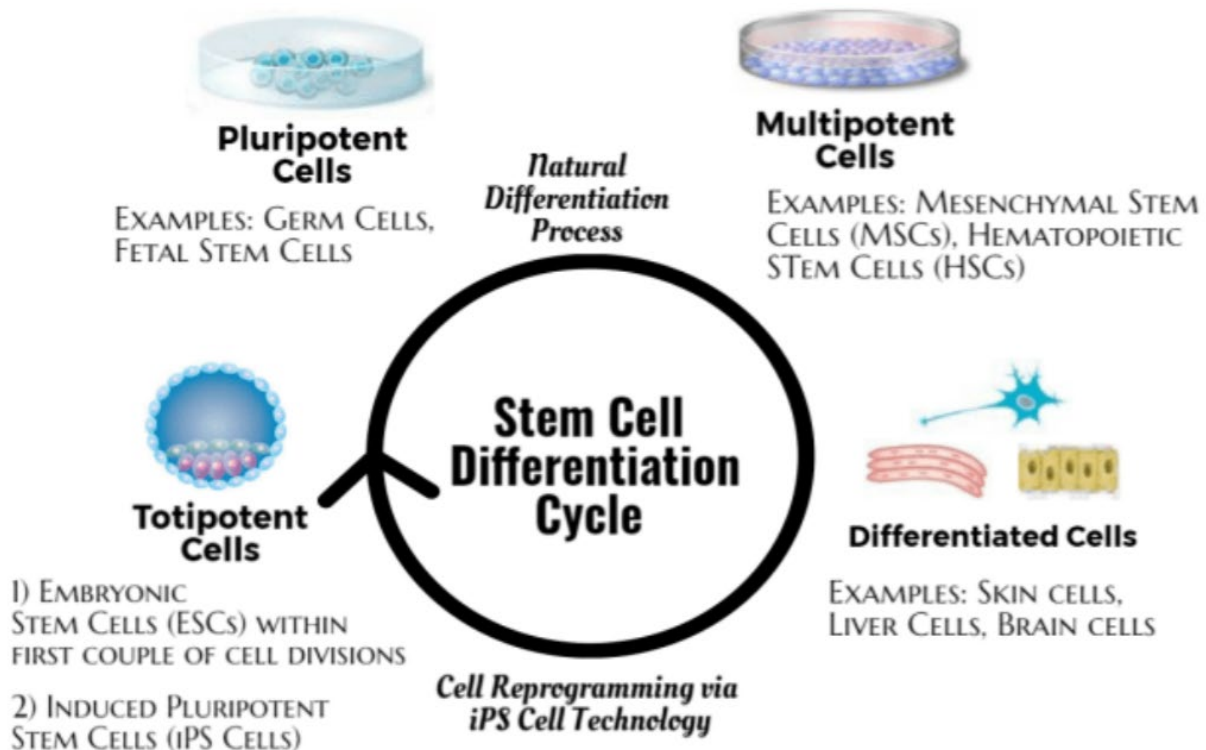 Pluripotent
Cells
Examples: Germ Cells,
Fetal Stem Cells
Natural
Differentiation
Process
Multipotent
Cells
Examples: Mesenchymal Stem
Cells (MSCs), Hematopoietic
STem Cells (HSCs)
Stem Cell
Differentiation
Cycle
Totipotent
Cells
1) Embryonic
Stem Cells (ESCs) within
first couple of cell divisions
2) Induced Pluripotent
Stem Cells (iPS Cells)
Differentiated Cells
Examples: Skin cells,
Liver Cells, Brain cells
Cell Reprogramming via
iPS Cell Technology